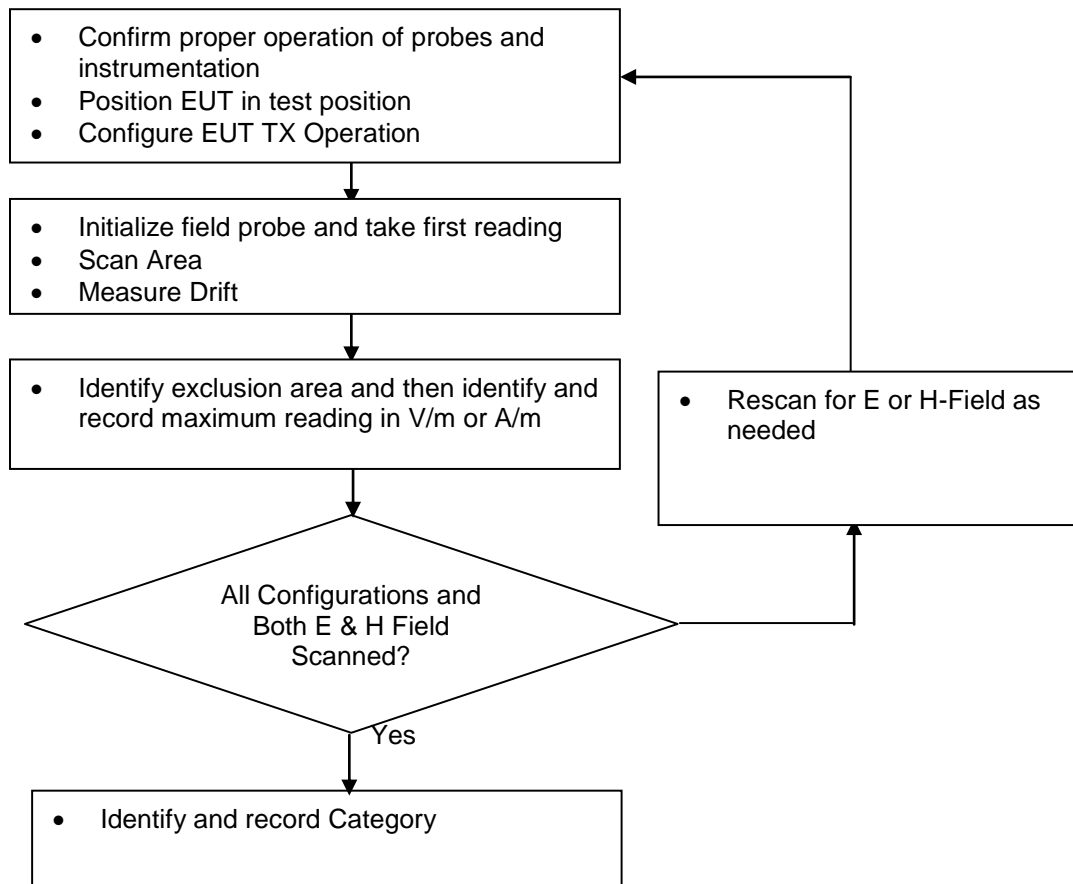 • Confirm proper operation of probes and
instrumentation
• Position EUT in test position
• Configure EUT TX Operation
• Initialize field probe and take first reading
• Scan Area
• Measure Drift
• Identify exclusion area and then identify and
record maximum reading in V/m or A/m
• Rescan for E or H-Field as
needed
All Configurations and
Both E & H Field
Scanned?
Yes
• Identify and record Category